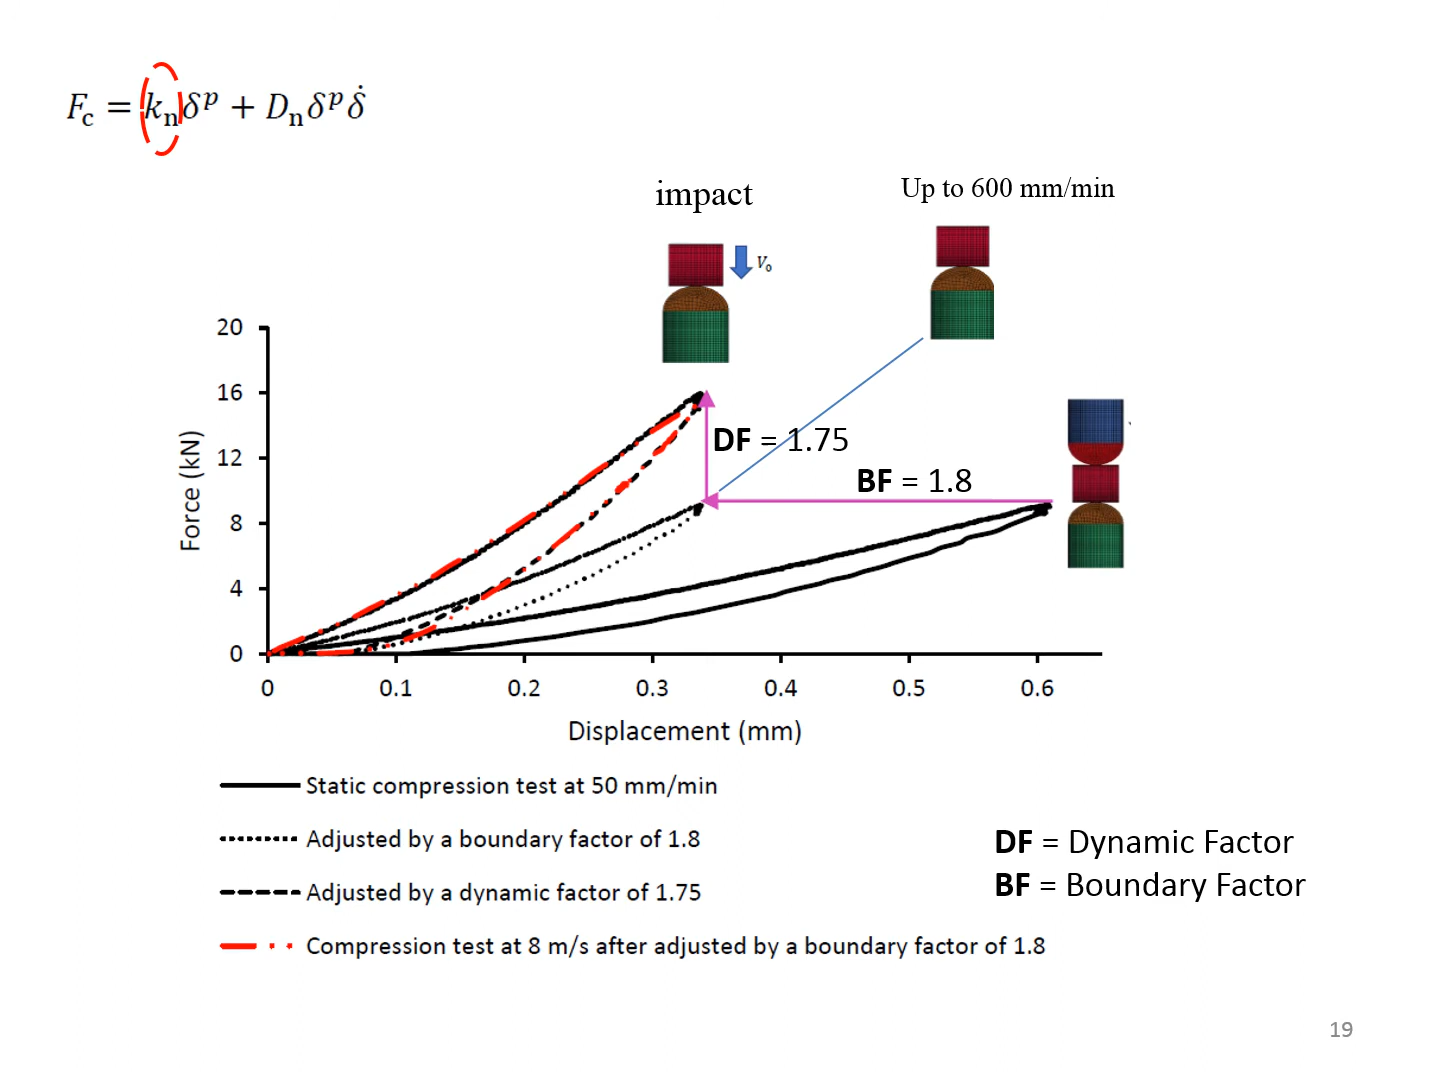 F_c = k_n δ^p + D_n δ^p δ̇
impact
Up to 600 mm/min
V_0
20
16
12
8
4
0
Force (kN)
DF = 1.75
BF = 1.8
0 0.1 0.2 0.3 0.4 0.5 0.6
Displacement (mm)
Static compression test at 50 mm/min
Adjusted by a boundary factor of 1.8
Adjusted by a dynamic factor of 1.75
Compression test at 8 m/s after adjusted by a boundary factor of 1.8
DF = Dynamic Factor
BF = Boundary Factor
19